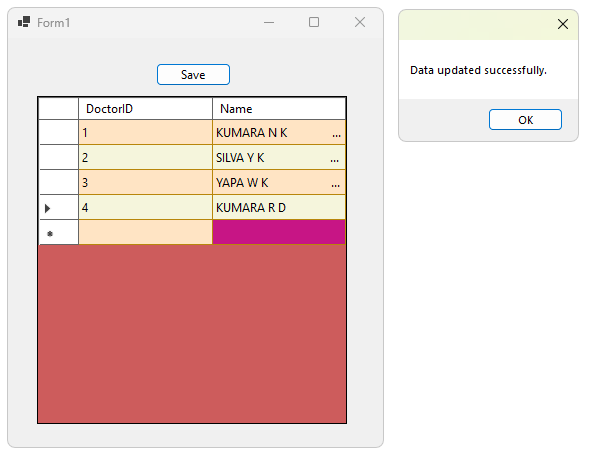 Form1
Save
DoctorID Name
1 KUMARA N K ...
2 SILVA Y K ...
3 YAPA W K ...
4 KUMARA R D
Data updated successfully.
OK